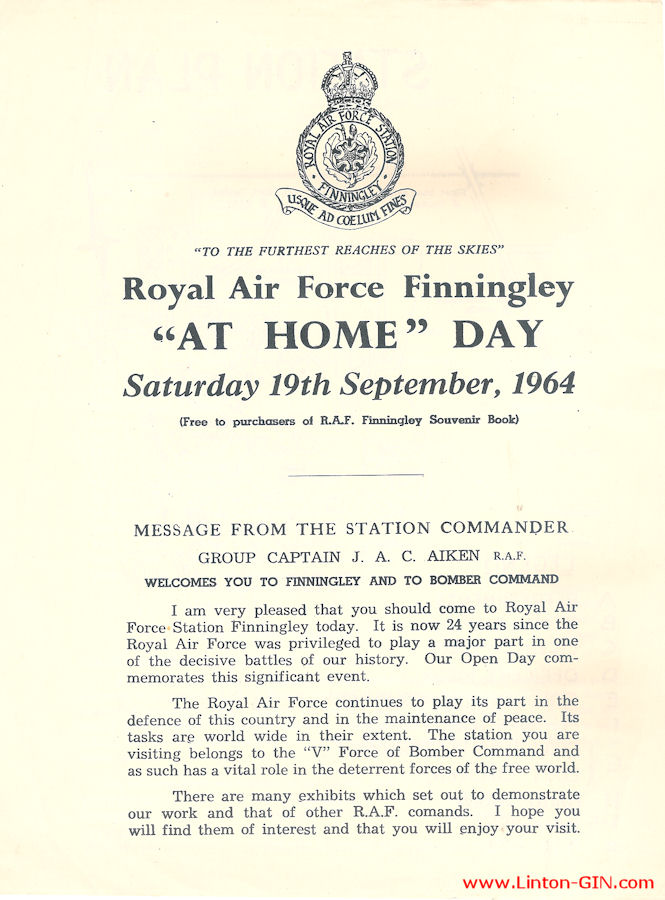 ROYAL AIR FORCE STATION
FINNINGLEY
USQUE AD COELUM FINES
"TO THE FURTHEST REACHES OF THE SKIES"
Royal Air Force Finningley
"AT HOME" DAY
Saturday 19th September, 1964
(Free to purchasers of R.A.F. Finningley Souvenir Book)
MESSAGE FROM THE STATION COMMANDER
GROUP CAPTAIN J. A. C. AIKEN R.A.F.
WELCOMES YOU TO FINNINGLEY AND TO BOMBER COMMAND
I am very pleased that you should come to Royal Air
Force Station Finningley today. It is now 24 years since the
Royal Air Force was privileged to play a major part in one
of the decisive battles of our history. Our Open Day com-
memorates this significant event.
The Royal Air Force continues to play its part in the
defence of this country and in the maintenance of peace. Its
tasks are world wide in their extent. The station you are
visiting belongs to the "V" Force of Bomber Command and
as such has a vital role in the deterrent forces of the free world.
There are many exhibits which set out to demonstrate
our work and that of other R.A.F. comands. I hope you
will find them of interest and that you will enjoy your visit.
www.Linton-GIN.com